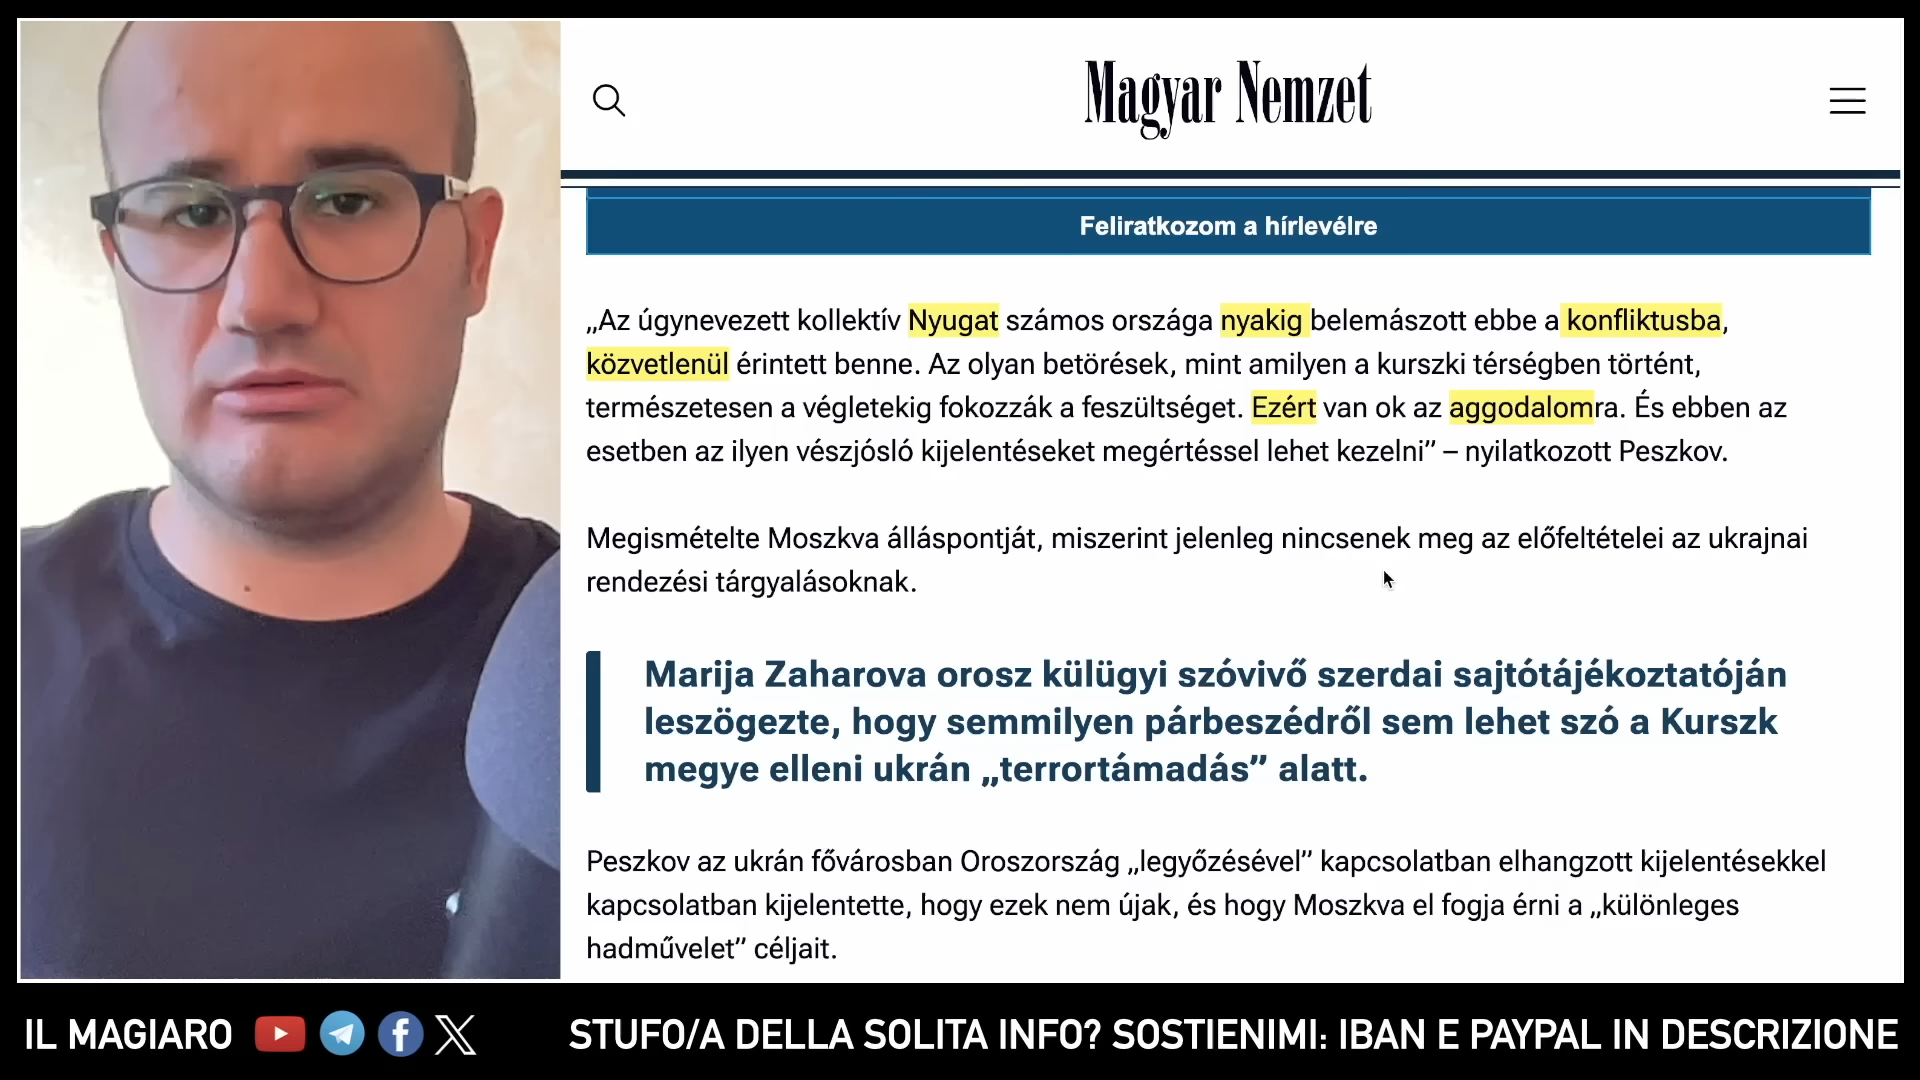 Magyar Nemzet
Feliratkozom a hírlevélre
„Az úgynevezett kollektív Nyugat számos országa nyakig belemászott ebbe a konfliktusba,
közvetlenül érintett benne. Az olyan betörések, mint amilyen a kurszki térségben történt,
természetesen a végletekig fokozzák a feszültséget. Ezért van ok az aggodalomra. És ebben az
esetben az ilyen vészjósló kijelentéseket megértéssel lehet kezelni” – nyilatkozott Peszkov.
Megismételte Moszkva álláspontját, miszerint jelenleg nincsenek meg az előfeltételei az ukrajnai
rendezési tárgyalásoknak.
Marija Zaharova orosz külügyi szóvivő szerdai sajtótájékoztatóján
leszögezte, hogy semmilyen párbeszédről sem lehet szó a Kurszk
megye elleni ukrán „terrortámadás” alatt.
Peszkov az ukrán fővárosban Oroszország „legyőzésével” kapcsolatban elhangzott kijelentésekkel
kapcsolatban kijelentette, hogy ezek nem újak, és hogy Moszkva el fogja érni a „különleges
hadművelet” céljait.
IL MAGIARO
STUFO/A DELLA SOLITA INFO? SOSTIENIMI: IBAN E PAYPAL IN DESCRIZIONE